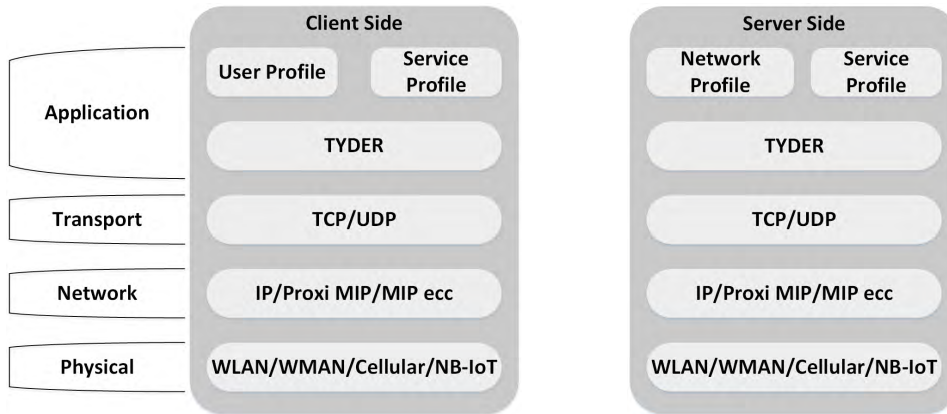 Client Side
Server Side
User Profile
Service
Profile
Network
Profile
Service
Profile
Application
TYDER
TYDER
Transport
TCP/UDP
TCP/UDP
Network
IP/Proxi MIP/MIP ecc
IP/Proxi MIP/MIP ecc
Physical
WLAN/WMAN/Cellular/NB-IoT
WLAN/WMAN/Cellular/NB-IoT